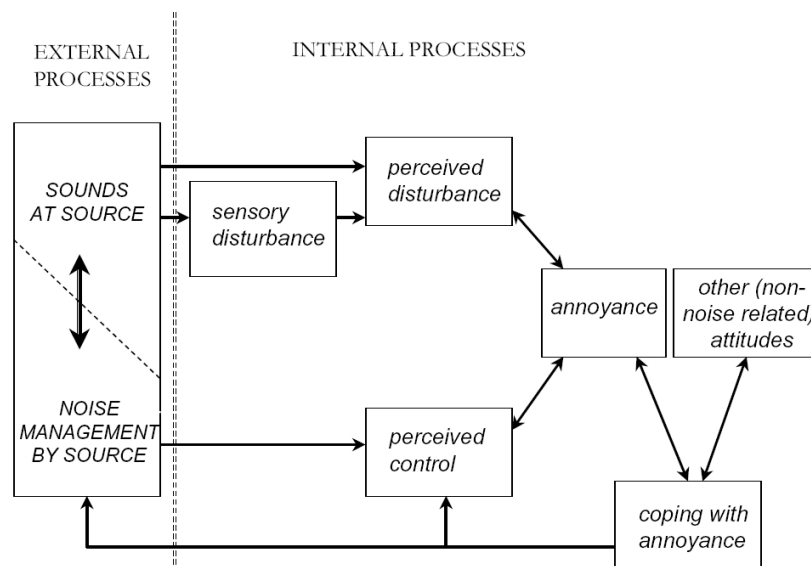 EXTERNAL
PROCESSES
INTERNAL PROCESSES
SOUNDS
AT SOURCE
sensory
disturbance
perceived
disturbance
annoyance
other (non-
noise related)
attitudes
NOISE
MANAGEMENT
BY SOURCE
perceived
control
coping with
annoyance